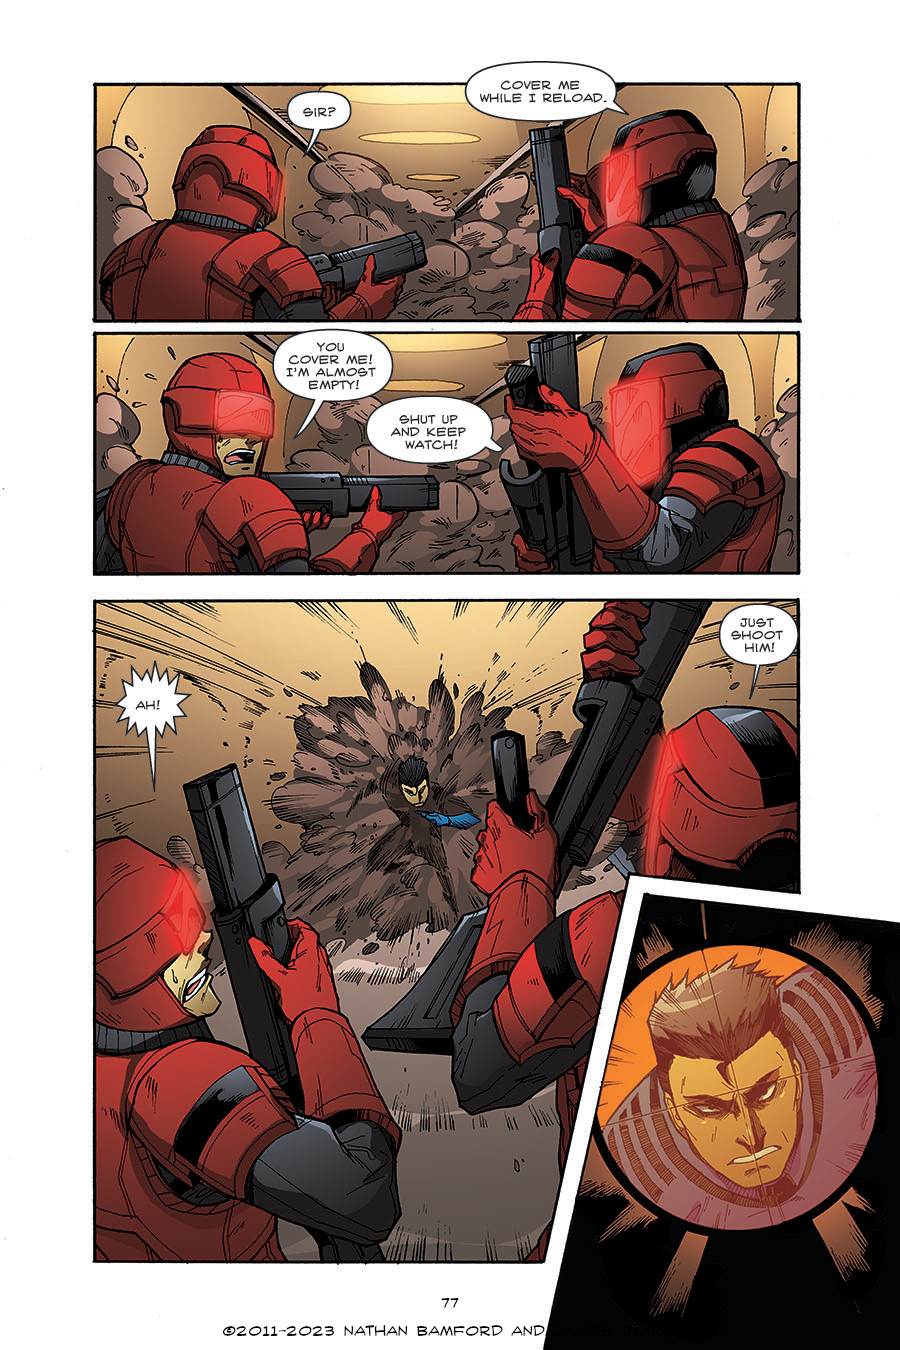 SIR?
COVER ME
WHILE I RELOAD.
YOU
COVER ME!
I'M ALMOST
EMPTY!
SHUT UP
AND KEEP
WATCH!
AH!
JUST
SHOOT
HIM!
77
©2011-2023 NATHAN BAMFORD AND